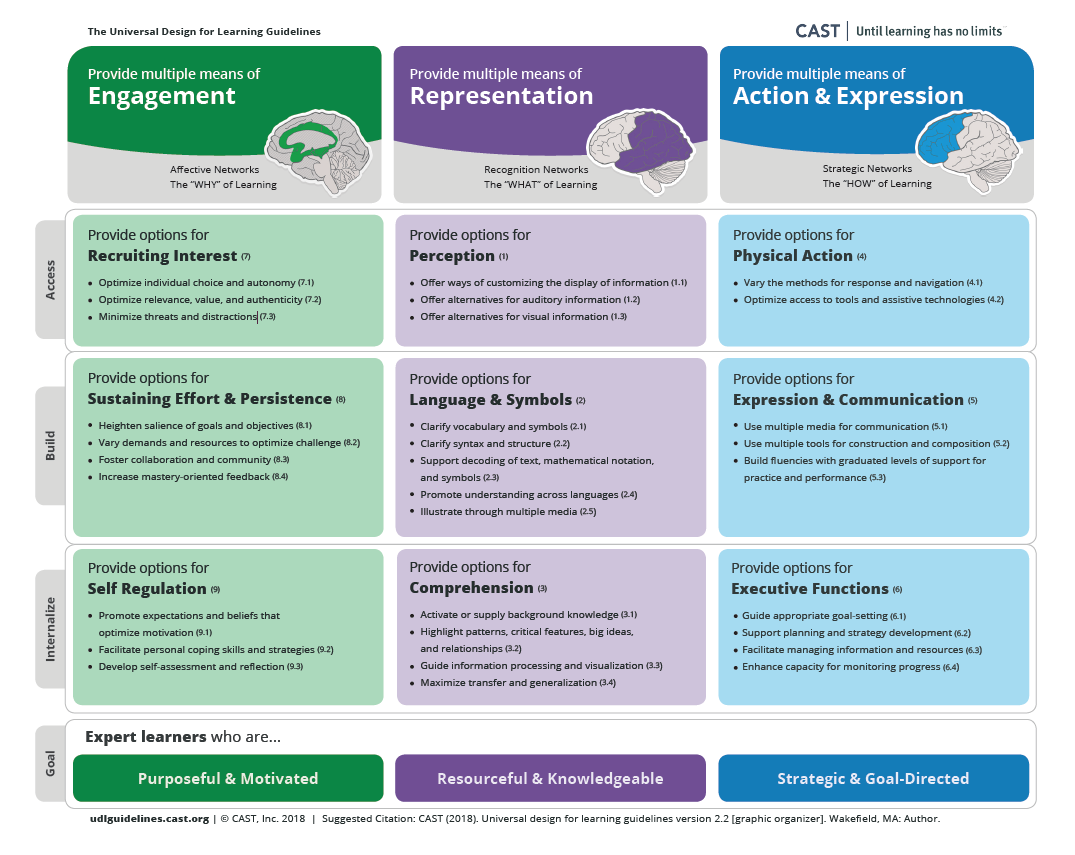 The Universal Design for Learning Guidelines
CAST | Until learning has no limits
Provide multiple means of
Engagement
Affective Networks
The “WHY” of Learning
Provide multiple means of
Representation
Recognition Networks
The “WHAT” of Learning
Provide multiple means of
Action & Expression
Strategic Networks
The “HOW” of Learning
Access
Provide options for
Recruiting Interest (7)
• Optimize individual choice and autonomy (7.1)
• Optimize relevance, value, and authenticity (7.2)
• Minimize threats and distractions (7.3)
Provide options for
Perception (1)
• Offer ways of customizing the display of information (1.1)
• Offer alternatives for auditory information (1.2)
• Offer alternatives for visual information (1.3)
Provide options for
Physical Action (4)
• Vary the methods for response and navigation (4.1)
• Optimize access to tools and assistive technologies (4.2)
Build
Provide options for
Sustaining Effort & Persistence (8)
• Heighten salience of goals and objectives (8.1)
• Vary demands and resources to optimize challenge (8.2)
• Foster collaboration and community (8.3)
• Increase mastery-oriented feedback (8.4)
Provide options for
Language & Symbols (2)
• Clarify vocabulary and symbols (2.1)
• Clarify syntax and structure (2.2)
• Support decoding of text, mathematical notation,
and symbols (2.3)
• Promote understanding across languages (2.4)
• Illustrate through multiple media (2.5)
Provide options for
Expression & Communication (5)
• Use multiple media for communication (5.1)
• Use multiple tools for construction and composition (5.2)
• Build fluencies with graduated levels of support for
practice and performance (5.3)
Internalize
Provide options for
Self Regulation (9)
• Promote expectations and beliefs that
optimize motivation (9.1)
• Facilitate personal coping skills and strategies (9.2)
• Develop self-assessment and reflection (9.3)
Provide options for
Comprehension (3)
• Activate or supply background knowledge (3.1)
• Highlight patterns, critical features, big ideas,
and relationships (3.2)
• Guide information processing and visualization (3.3)
• Maximize transfer and generalization (3.4)
Provide options for
Executive Functions (6)
• Guide appropriate goal-setting (6.1)
• Support planning and strategy development (6.2)
• Facilitate managing information and resources (6.3)
• Enhance capacity for monitoring progress (6.4)
Goal
Expert learners who are...
Purposeful & Motivated
Resourceful & Knowledgeable
Strategic & Goal-Directed
udlguidelines.cast.org | © CAST, Inc. 2018 | Suggested Citation: CAST (2018). Universal design for learning guidelines version 2.2 [graphic organizer]. Wakefield, MA: Author.